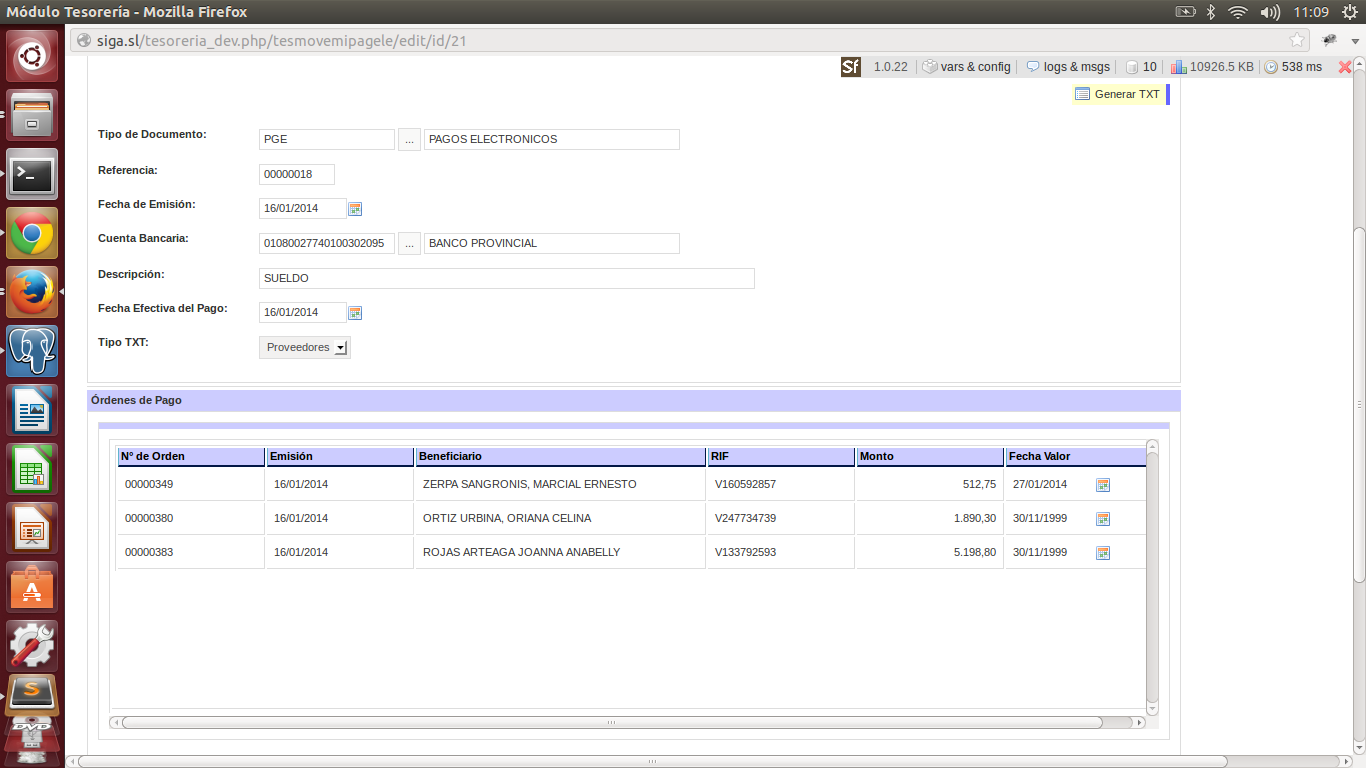 Módulo Tesorería - Mozilla Firefox
11:09
siga.sl/tesoreria_dev.php/tesmovemipagele/edit/id/21
Sf 1.0.22 vars & config logs & msgs 10 10926.5 KB 538 ms
Generar TXT
Tipo de Documento: PGE ... PAGOS ELECTRONICOS
Referencia: 00000018
Fecha de Emisión: 16/01/2014
Cuenta Bancaria: 01080027740100302095 ... BANCO PROVINCIAL
Descripción: SUELDO
Fecha Efectiva del Pago: 16/01/2014
Tipo TXT: Proveedores
Órdenes de Pago
N° de Orden Emisión Beneficiario RIF Monto Fecha Valor
00000349 16/01/2014 ZERPA SANGRONIS, MARCIAL ERNESTO V160592857 512,75 27/01/2014
00000380 16/01/2014 ORTIZ URBINA, ORIANA CELINA V247734739 1.890,30 30/11/1999
00000383 16/01/2014 ROJAS ARTEAGA JOANNA ANABELLY V133792593 5.198,80 30/11/1999